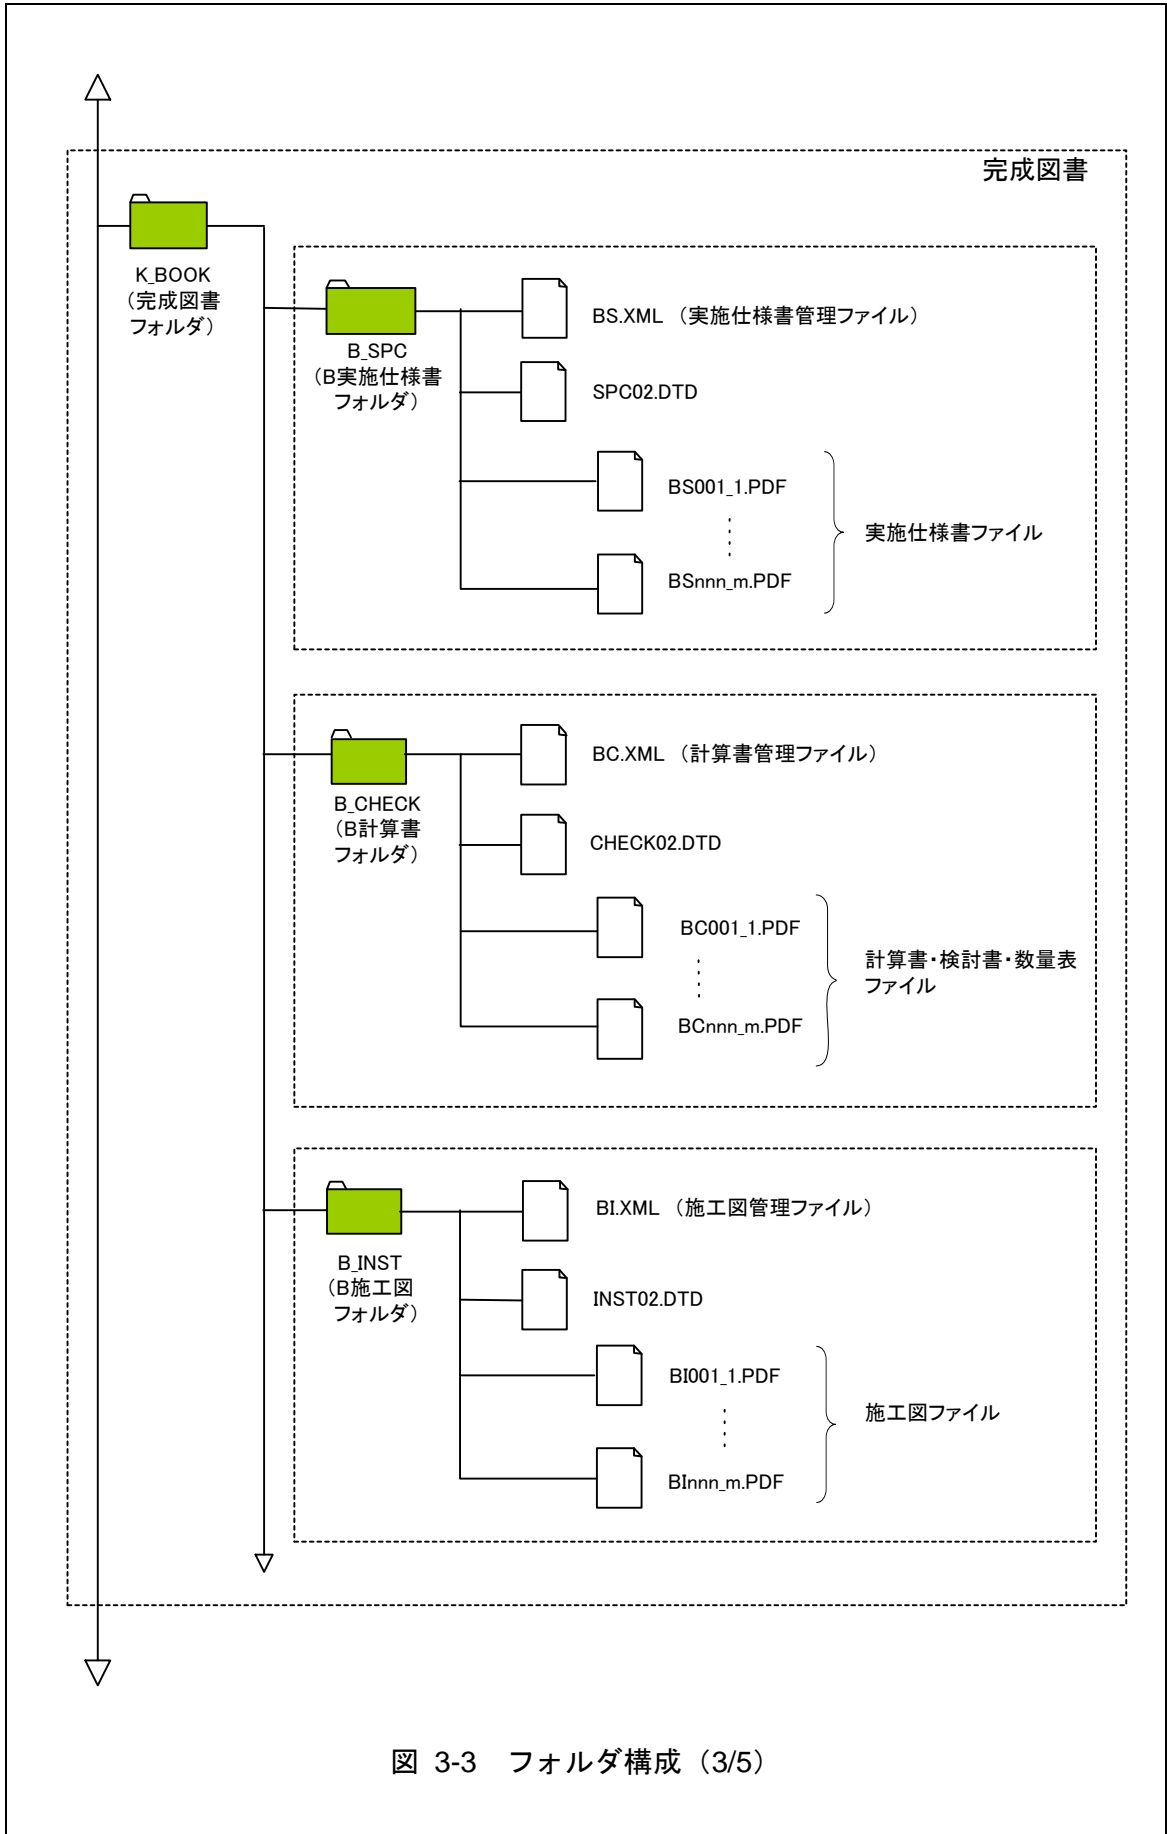 完成図書
K_BOOK
（完成図書
フォルダ）
B_SPC
（B実施仕様書
フォルダ）
BS.XML （実施仕様書管理ファイル）
SPC02.DTD
BS001_1.PDF
BSnnn_m.PDF
実施仕様書ファイル
B_CHECK
（B計算書
フォルダ）
BC.XML （計算書管理ファイル）
CHECK02.DTD
BC001_1.PDF
BCnnn_m.PDF
計算書・検討書・数量表
ファイル
B_INST
（B施工図
フォルダ）
BI.XML （施工図管理ファイル）
INST02.DTD
BI001_1.PDF
BInnn_m.PDF
施工図ファイル
図 3-3 フォルダ構成（3/5）